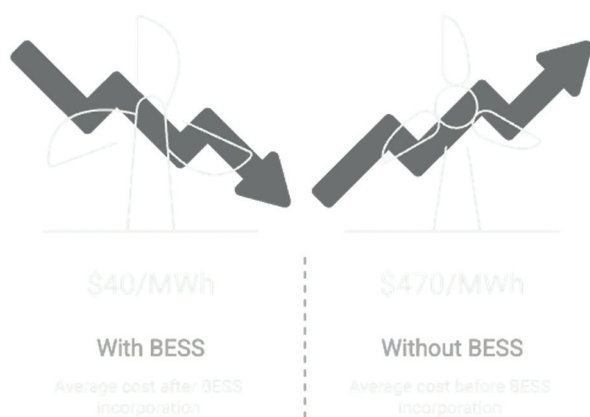 $40/MWh
$470/MWh
With BESS
Without BESS
Average cost after BESS
incorporation
Average cost before BESS
incorporation